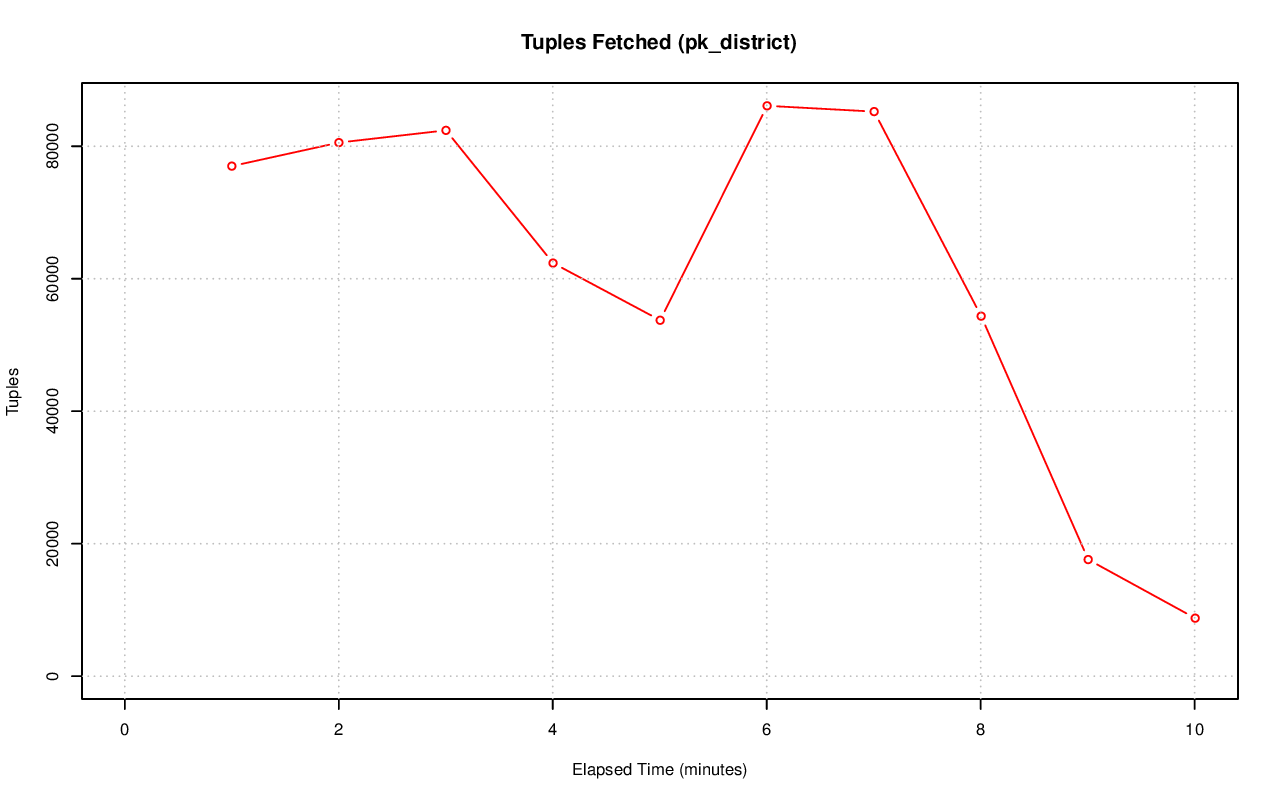 Tuples Fetched (pk_district)
Tuples
80000
60000
40000
20000
0
0 2 4 6 8 10
Elapsed Time (minutes)